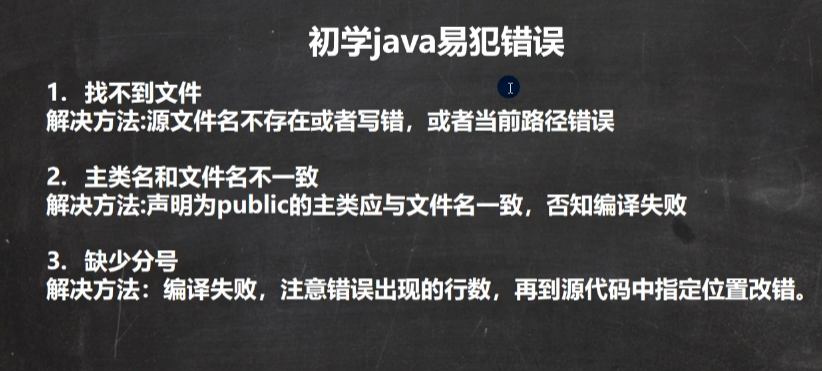 初学java易犯错误
1. 找不到文件
解决方法:源文件名不存在或者写错，或者当前路径错误
2. 主类名和文件名不一致
解决方法:声明为public的主类应与文件名一致，否知编译失败
3. 缺少分号
解决方法：编译失败，注意错误出现的行数，再到源代码中指定位置改错。